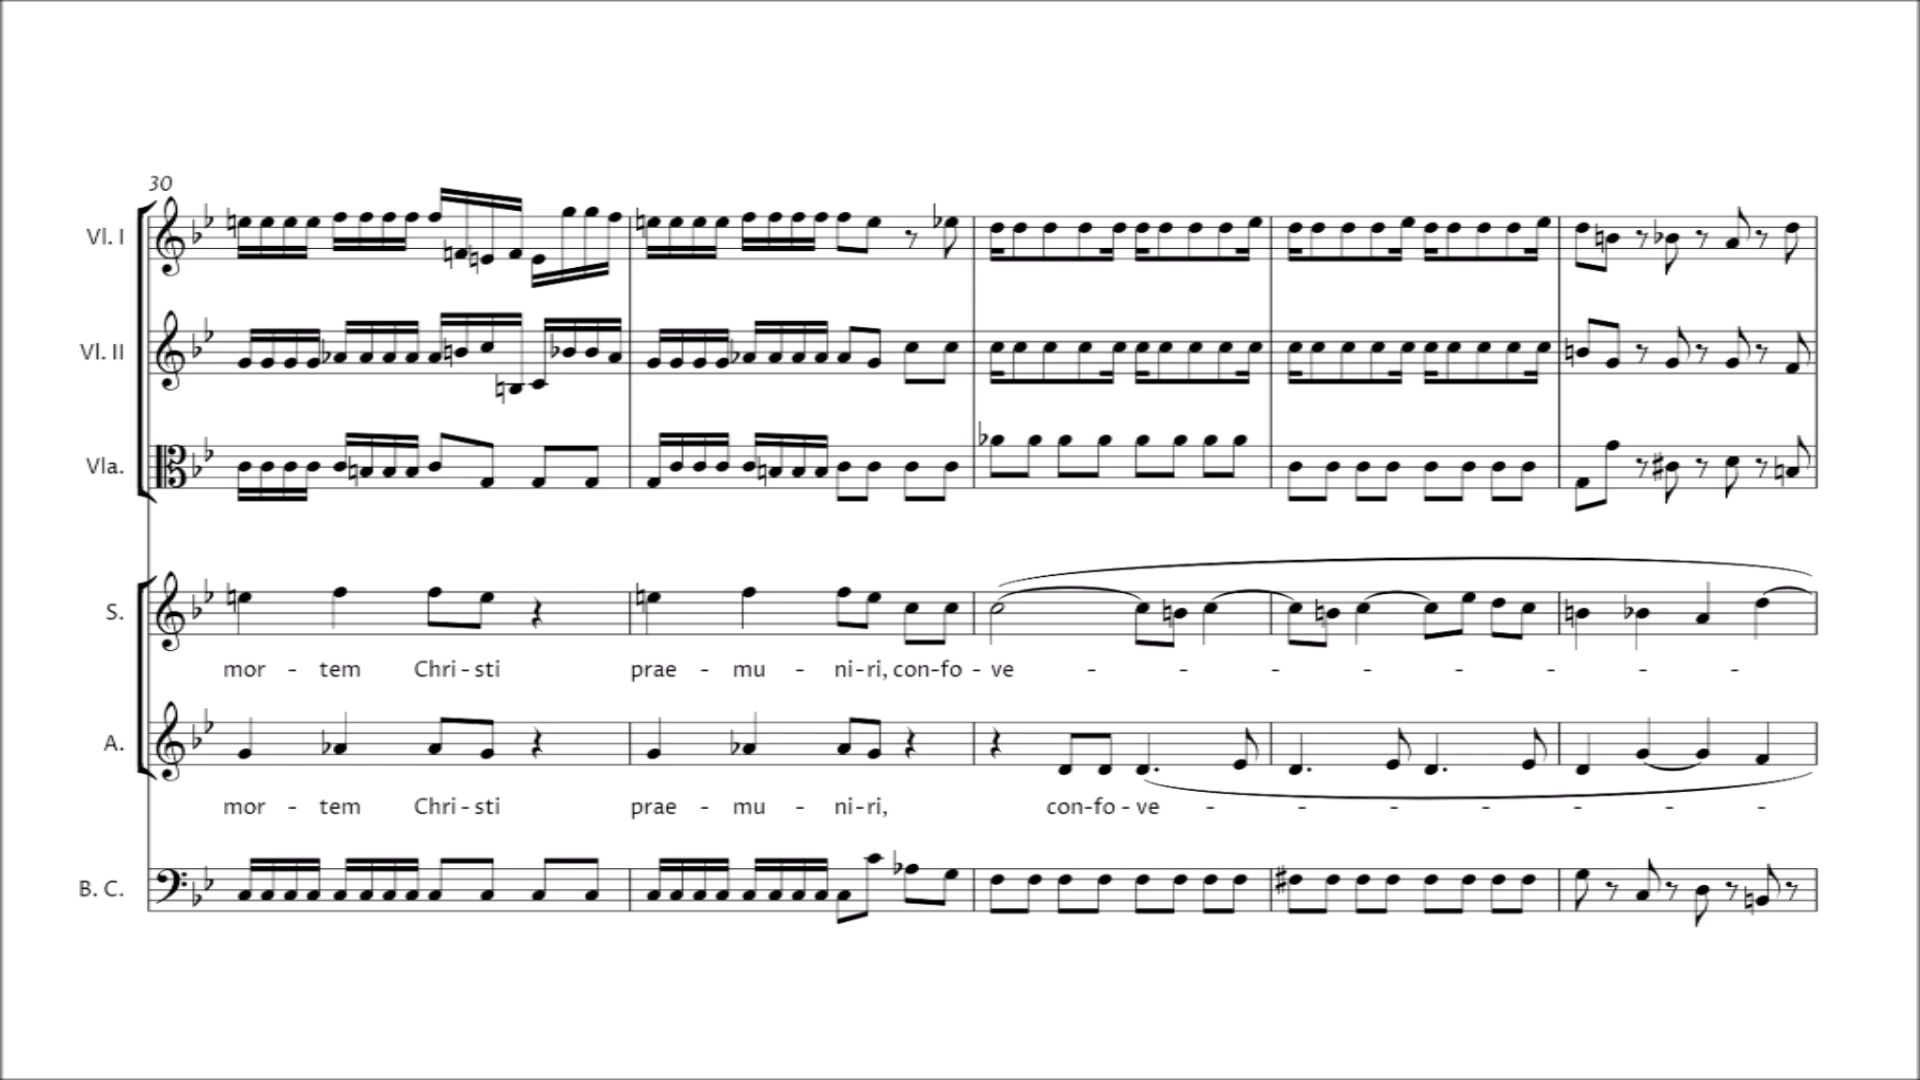 30
Vl. I
Vl. II
Vla.
S.
mor - tem Chri - sti prae - mu - ni - ri, con - fo - ve - - - - - - - -
A.
mor - tem Chri - sti prae - mu - ni - ri, con - fo - ve - - - - - - -
B. C.